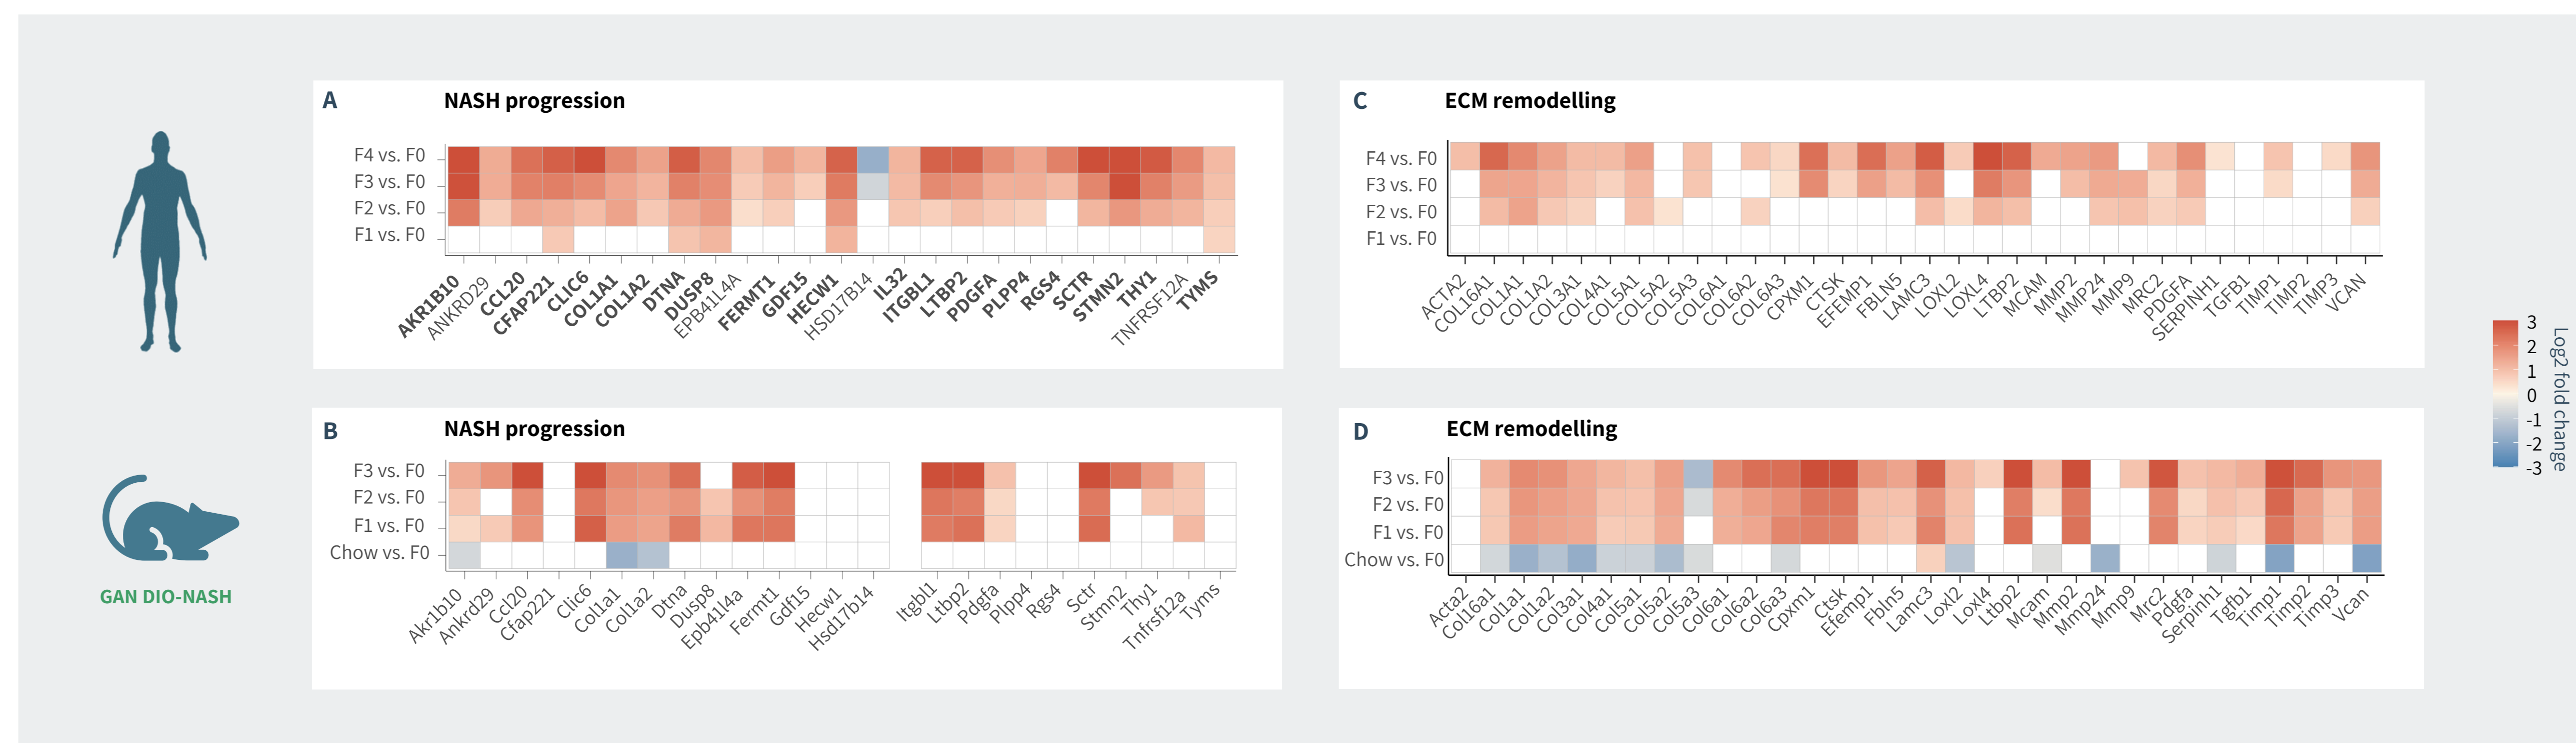 A
NASH progression
F4 vs. F0
F3 vs. F0
F2 vs. F0
F1 vs. F0
AKR1B10
ANKRD29
CCL20
CFAP221
CLIC6
COL1A1
COL1A2
DTNA
DUSP8
EPB41L4A
FERMT1
GDF15
HECW1
HSD17B14
IL32
ITGBL1
LTBP2
PDGFA
PLPP4
RGS4
SCTR
STMN2
THY1
TNFRSF12A
TYMS
C
ECM remodelling
F4 vs. F0
F3 vs. F0
F2 vs. F0
F1 vs. F0
ACTA2
COL16A1
COL1A1
COL1A2
COL3A1
COL4A1
COL5A1
COL5A2
COL5A3
COL6A1
COL6A2
COL6A3
CPXM1
CTSK
EFEMP1
FBLN5
LAMC3
LOXL2
LOXL4
LTBP2
MCAM
MMP2
MMP24
MMP9
MRC2
PDGFA
SERPINH1
TGFB1
TIMP1
TIMP2
TIMP3
VCAN
3
2
1
0
-1
-2
-3
Log2 fold change
GAN DIO-NASH
B
NASH progression
F3 vs. F0
F2 vs. F0
F1 vs. F0
Chow vs. F0
Akr1b10
Ankrd29
Ccl20
Cfap221
Clic6
Col1a1
Col1a2
Dtna
Dusp8
Epb41l4a
Fermt1
Gdf15
Hecw1
Hsd17b14
Itgbl1
Ltbp2
Pdgfa
Plpp4
Rgs4
Sctr
Stmn2
Thy1
Tnfrsf12a
Tyms
D
ECM remodelling
F3 vs. F0
F2 vs. F0
F1 vs. F0
Chow vs. F0
Acta2
Col16a1
Col1a1
Col1a2
Col3a1
Col4a1
Col5a1
Col5a2
Col5a3
Col6a1
Col6a2
Col6a3
Cpxm1
Ctsk
Efemp1
Fbln5
Lamc3
Loxl2
Loxl4
Ltbp2
Mcam
Mmp2
Mmp24
Mmp9
Mrc2
Pdgfa
Serpinh1
Tgfb1
Timp1
Timp2
Timp3
Vcan